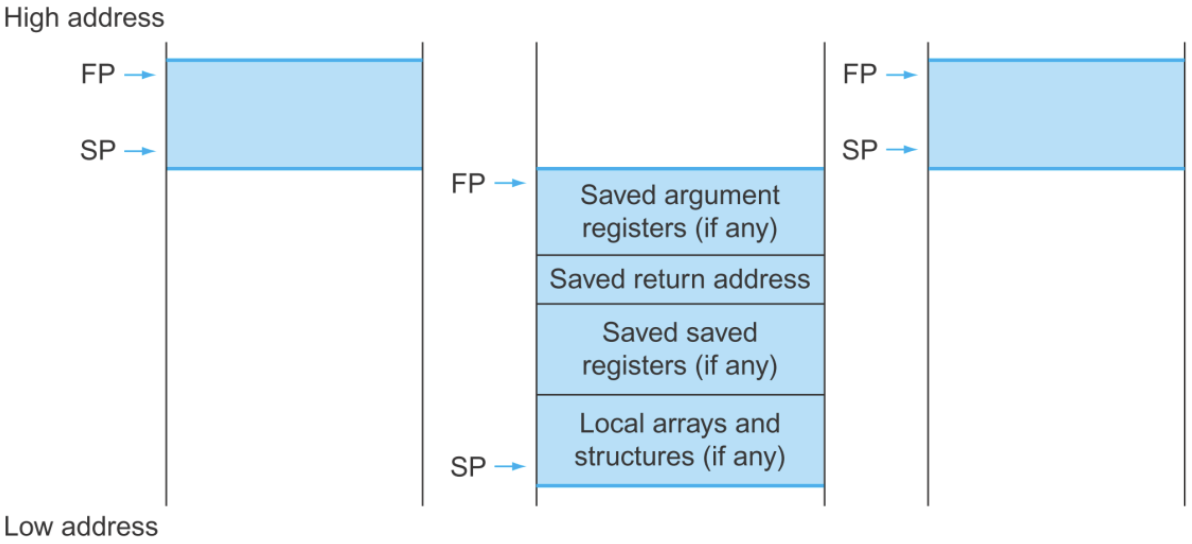 High address
FP
SP
FP
Saved argument
registers (if any)
Saved return address
Saved saved
registers (if any)
Local arrays and
structures (if any)
SP
FP
SP
Low address